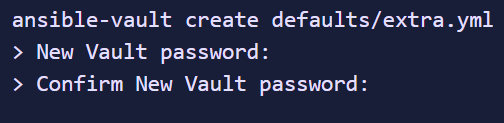 ansible-vault create defaults/extra.yml
> New Vault password:
> Confirm New Vault password: